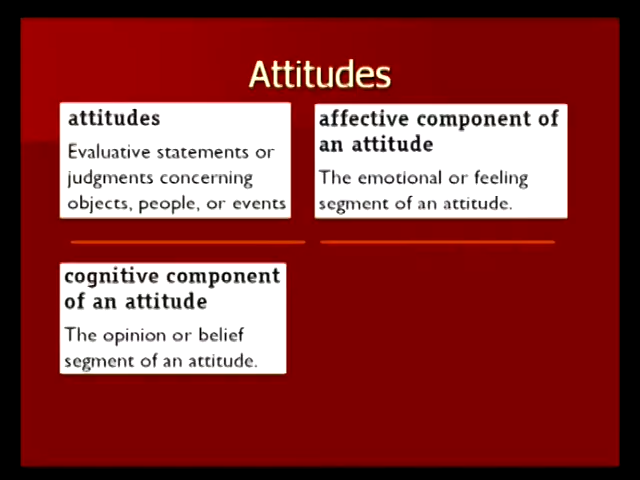 Attitudes
attitudes
Evaluative statements or
judgments concerning
objects, people, or events
affective component of
an attitude
The emotional or feeling
segment of an attitude.
cognitive component
of an attitude
The opinion or belief
segment of an attitude.